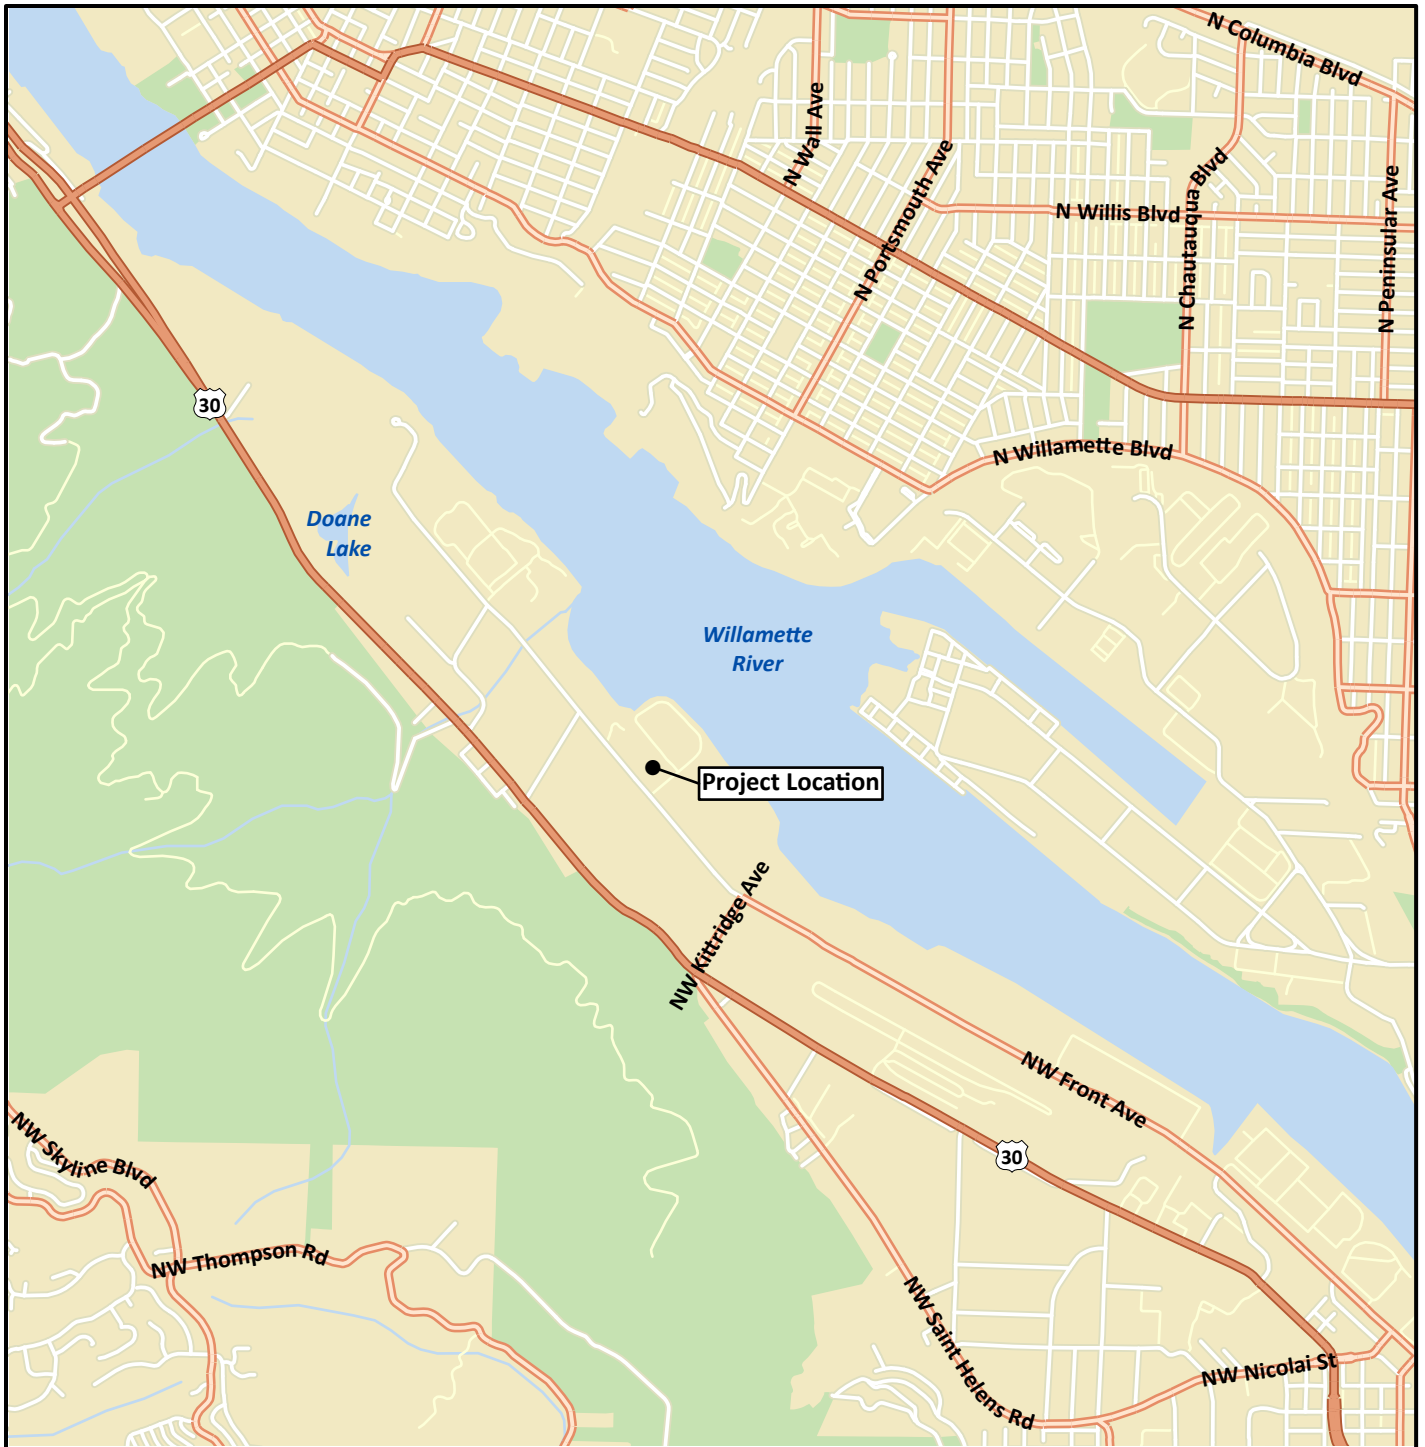 N Columbia Blvd
N Wall Ave
N Portsmouth Ave
N Chautauqua Blvd
N Peninsular Ave
N Willis Blvd
30
N Willamette Blvd
Doane
Lake
Willamette
River
Project Location
NW Kittridge Ave
NW Front Ave
NW Skyline Blvd
30
NW Thompson Rd
NW Saint Helens Rd
NW Nicolai St